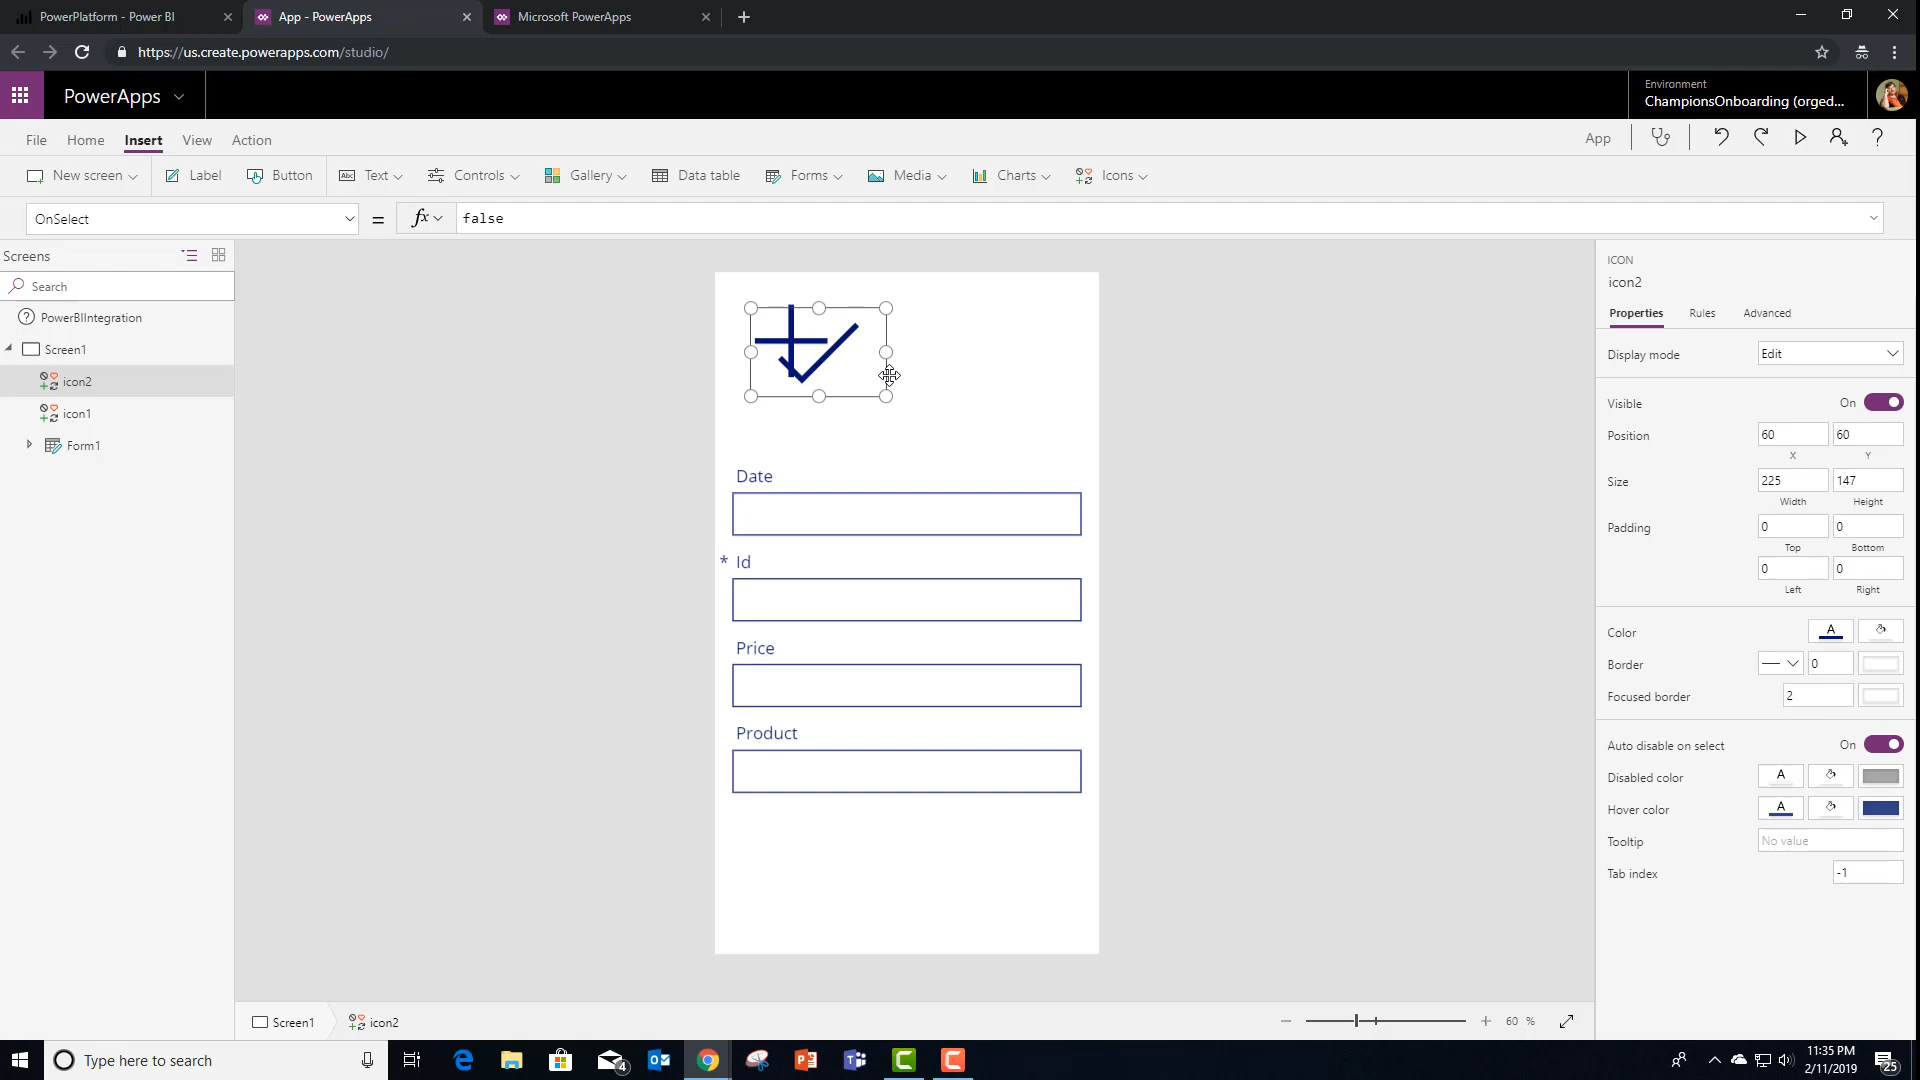 PowerPlatform - Power BI
App - PowerApps
Microsoft PowerApps
https://us.create.powerapps.com/studio/
PowerApps
Environment
ChampionsOnboarding (orged...
File Home Insert View Action
App
New screen
Label
Button
Text
Controls
Gallery
Data table
Forms
Media
Charts
Icons
OnSelect
= fx false
Screens
Search
PowerBIIntegration
Screen1
icon2
icon1
Form1
Date
* Id
Price
Product
ICON
icon2
Properties Rules Advanced
Display mode Edit
Visible On
Position 60 60
X Y
Size 225 147
Width Height
Padding 0 0
Top Bottom
0 0
Left Right
Color A
Border 0
Focused border 2
Auto disable on select On
Disabled color A
Hover color A
Tooltip No value
Tab index -1
Screen1 icon2
60 %
Type here to search
4
11:35 PM
2/11/2019
25